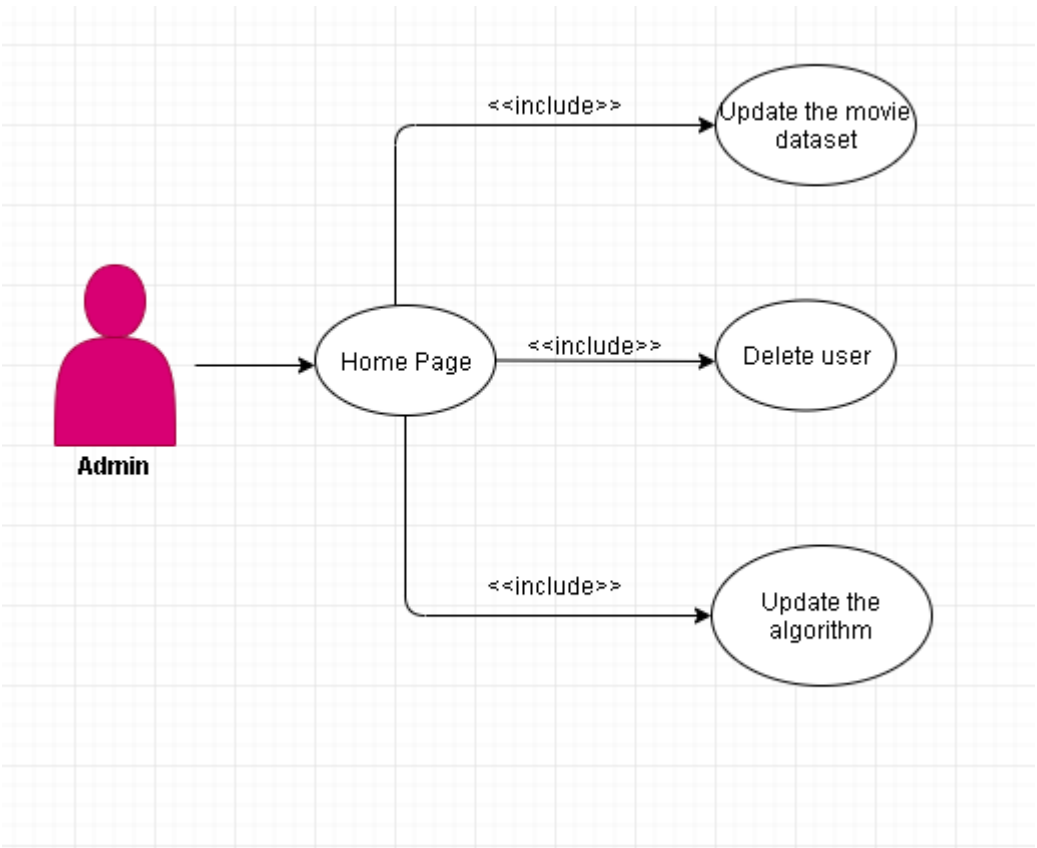 <<include>>
Update the movie
dataset
Home Page
<<include>>
Delete user
Admin
<<include>>
Update the
algorithm